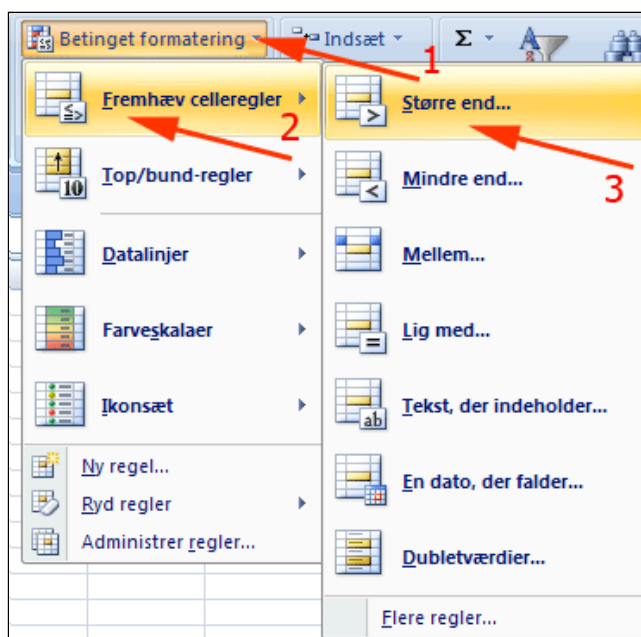 Betinget formatering
Indsæt
Σ
1
Fremhæv celleregler
2
Top/bund-regler
10
Datalinjer
Farveskalaer
Ikonsæt
Ny regel...
Ryd regler
Administrer regler...
Større end...
3
Mindre end...
Mellem...
Lig med...
Tekst, der indeholder...
ab
En dato, der falder...
Dubletværdier...
Flere regler...